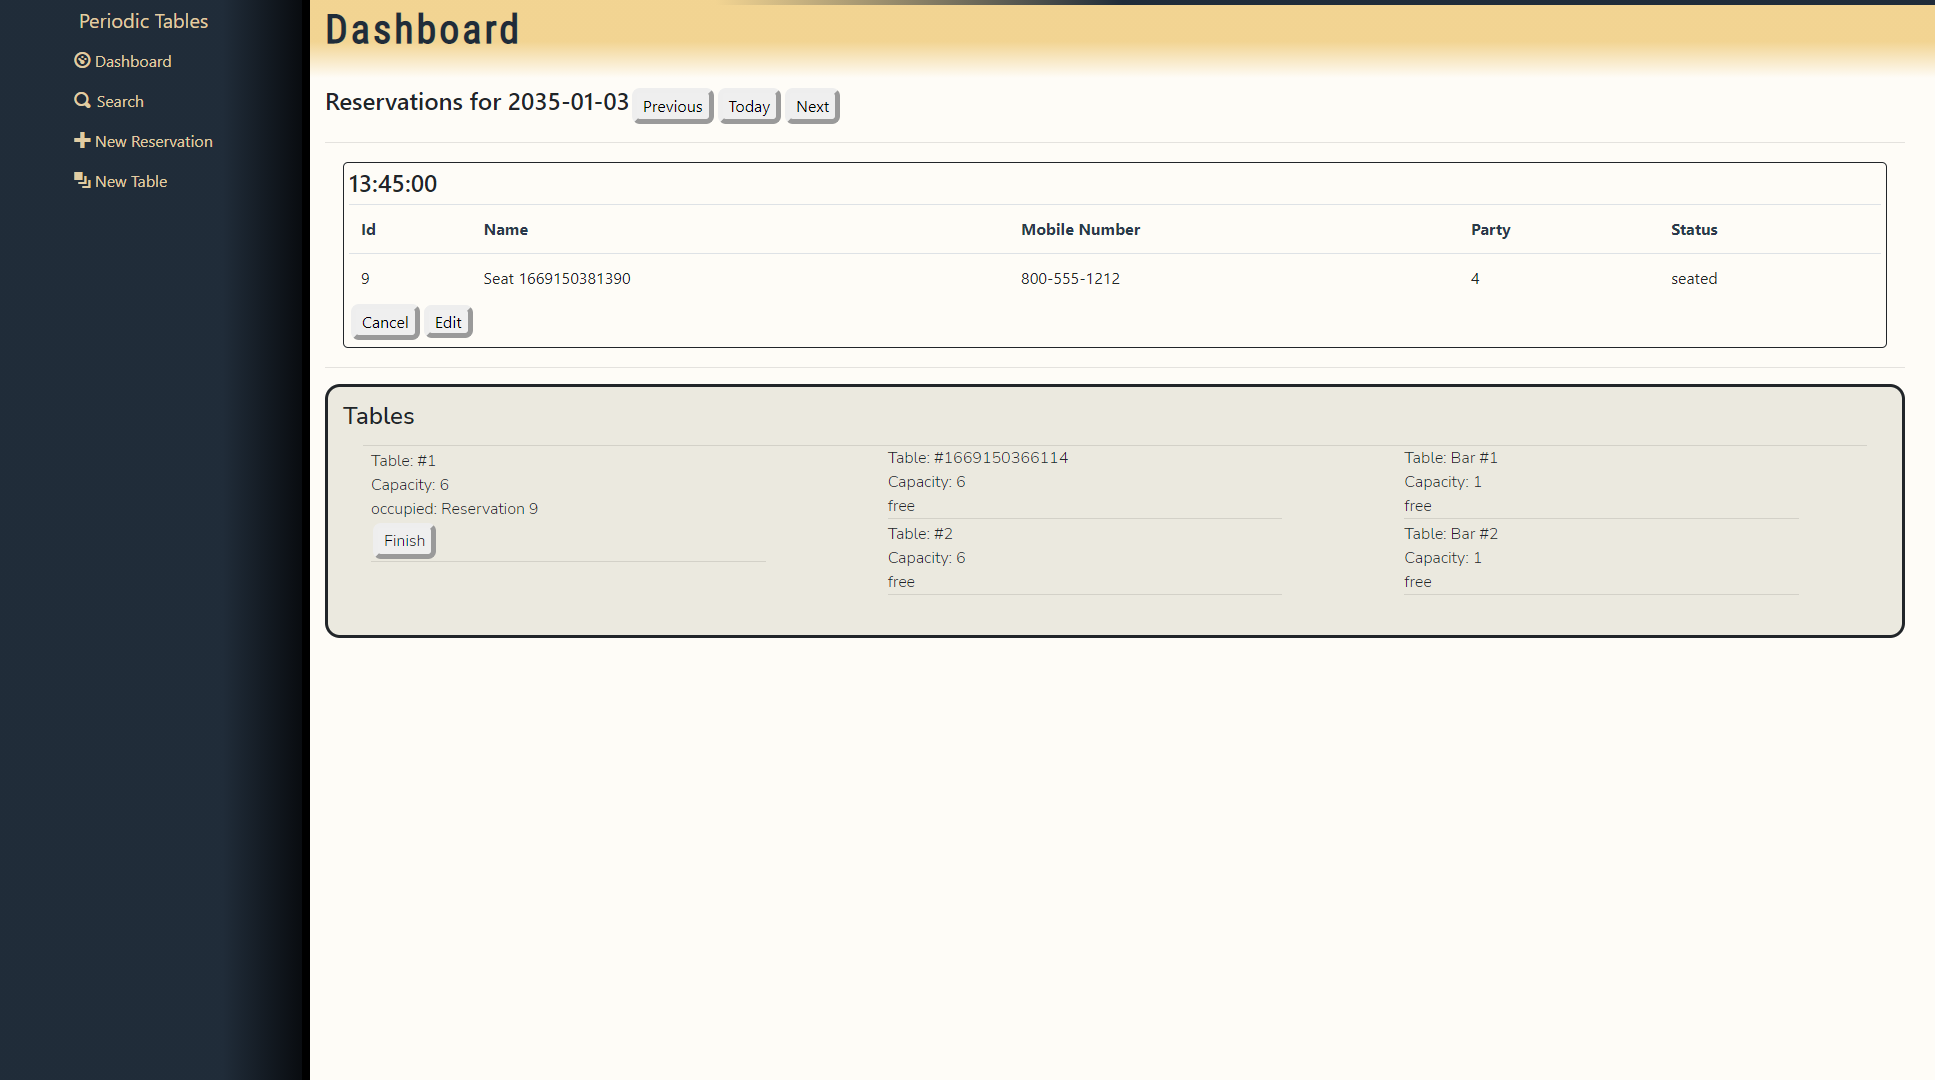 Periodic Tables
Dashboard
Search
New Reservation
New Table
Dashboard
Reservations for 2035-01-03 Previous Today Next
13:45:00
Id Name Mobile Number Party Status
9 Seat 1669150381390 800-555-1212 4 seated
Cancel Edit
Tables
Table: #1
Capacity: 6
occupied: Reservation 9
Finish
Table: #1669150366114
Capacity: 6
free
Table: #2
Capacity: 6
free
Table: Bar #1
Capacity: 1
free
Table: Bar #2
Capacity: 1
free